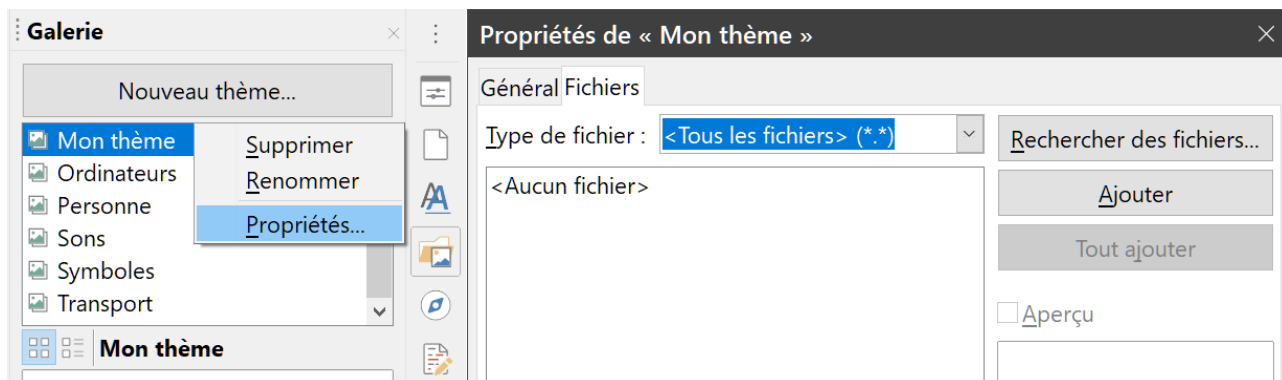 Galerie
Nouveau thème...
Mon thème
Ordinateurs
Personne
Sons
Symboles
Transport
Supprimer
Renommer
Propriétés...
Mon thème
Propriétés de « Mon thème »
Général Fichiers
Type de fichier : <Tous les fichiers> (*.*)
<Aucun fichier>
Rechercher des fichiers...
Ajouter
Tout ajouter
Aperçu